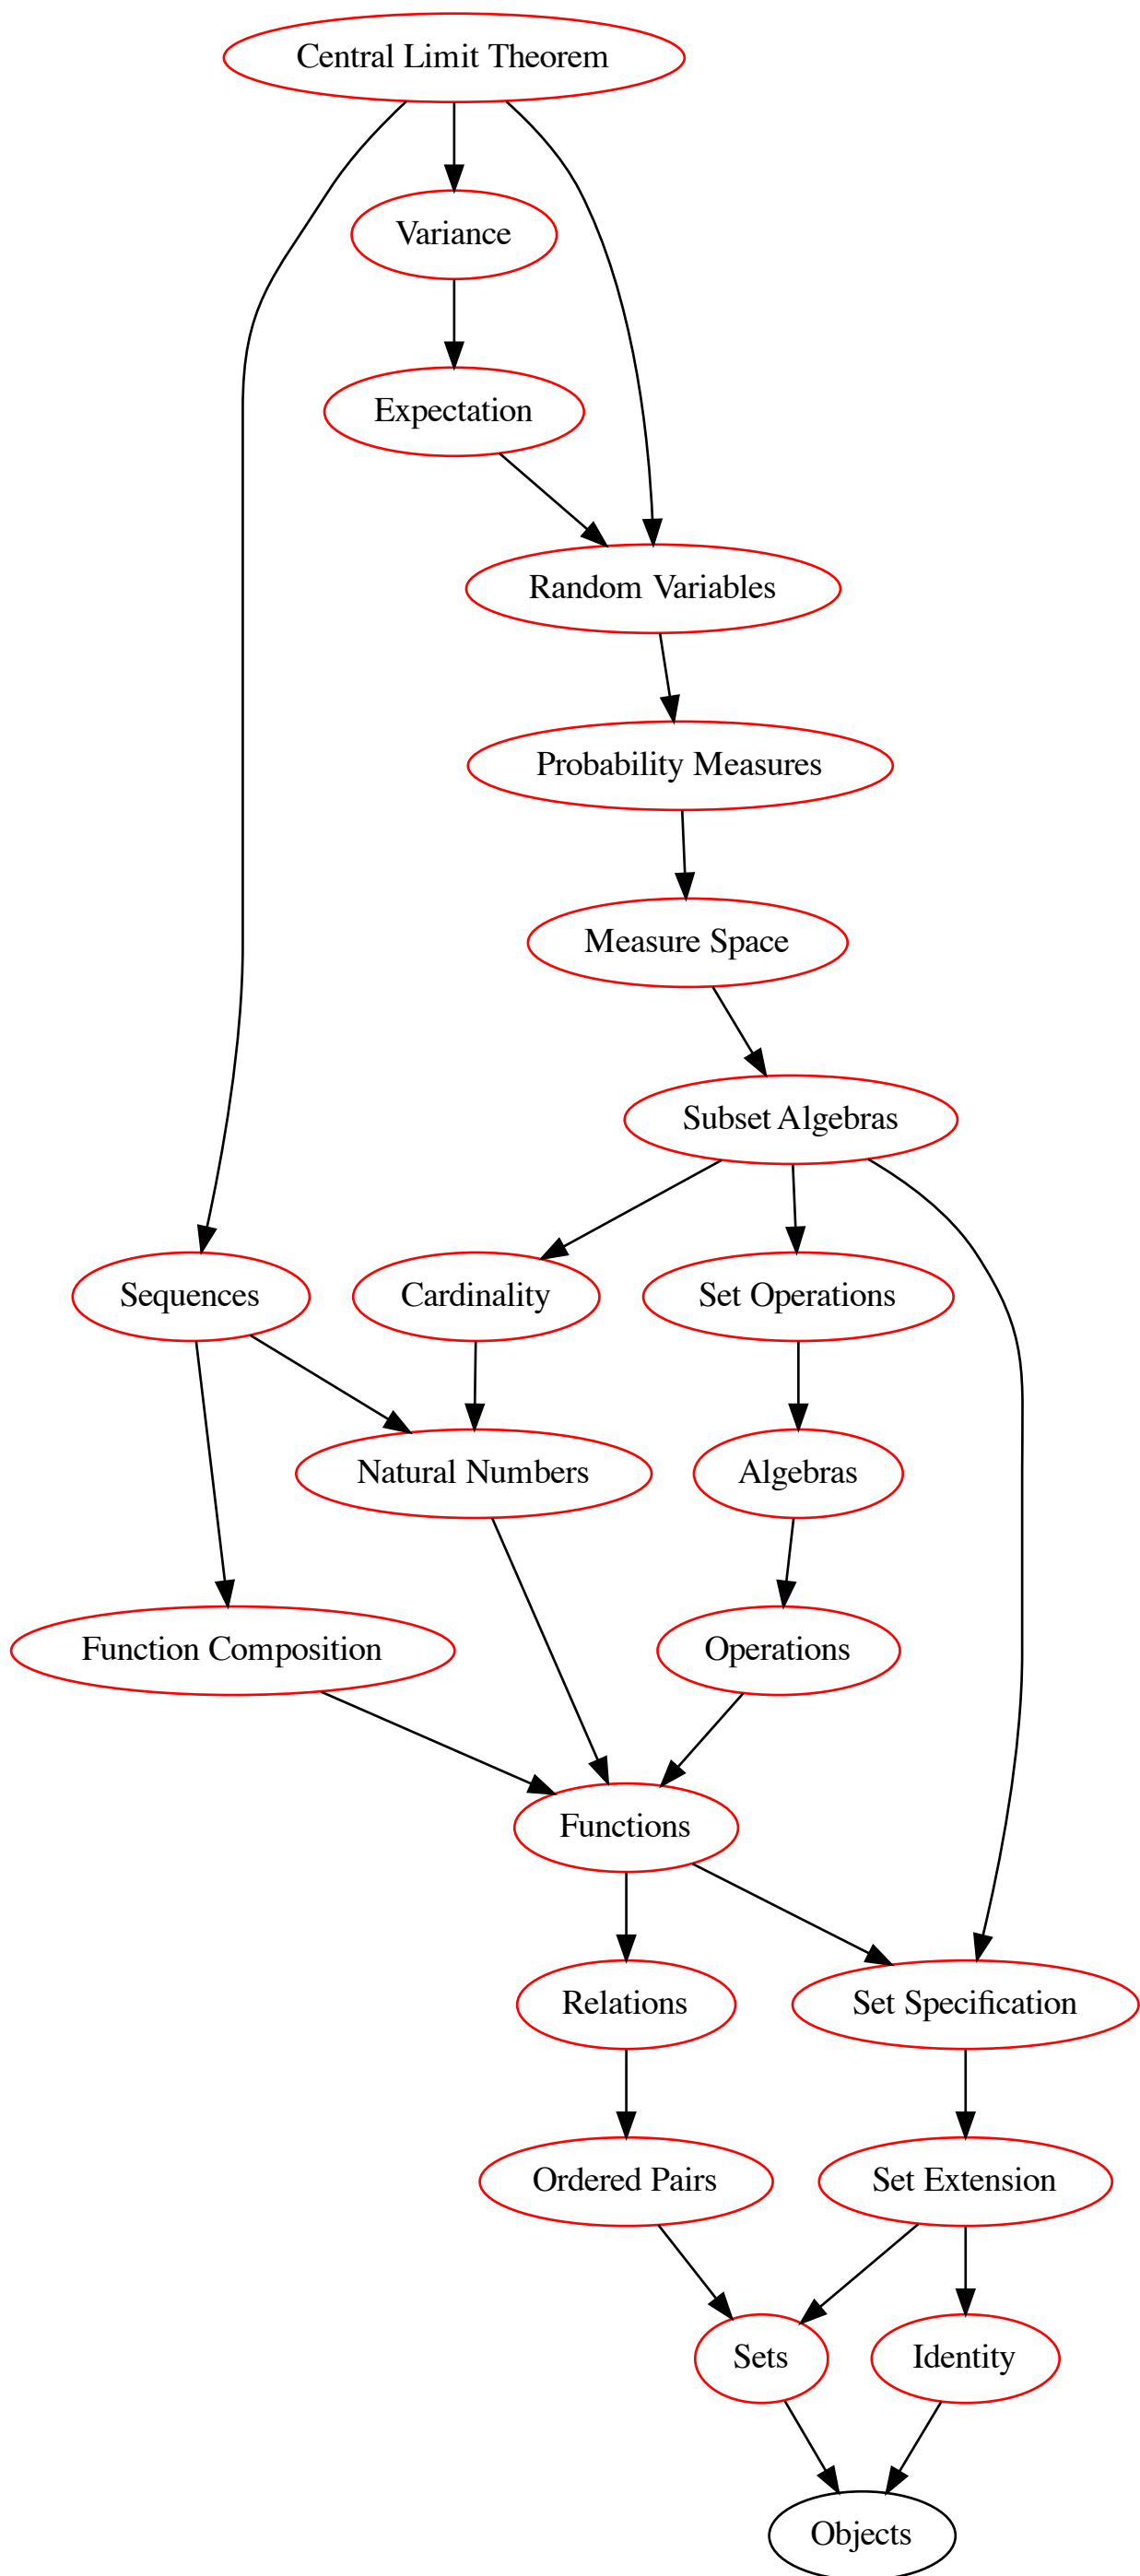 Central Limit Theorem
Variance
Expectation
Random Variables
Probability Measures
Measure Space
Subset Algebras
Sequences
Cardinality
Set Operations
Natural Numbers
Algebras
Function Composition
Operations
Functions
Relations
Set Specification
Ordered Pairs
Set Extension
Sets
Identity
Objects